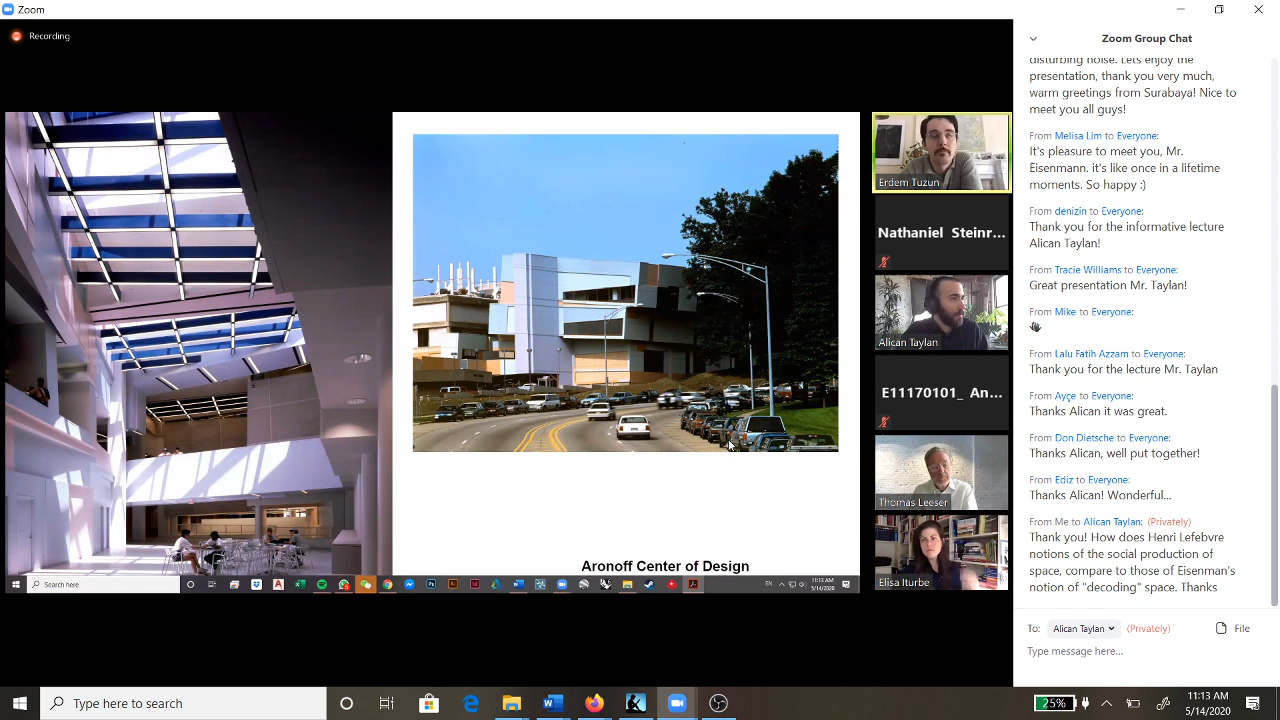 Zoom
Recording
Aronoff Center of Design
Search here
EN
11:13 AM
5/14/2020
Erdem Tuzun
Nathaniel Steinr...
Alican Taylan
E11170101_ An...
Thomas Leeser
Elisa Iturbe
Zoom Group Chat
disturbing noise. Lets enjoy the
presentation, thank you very much,
warm greetings from Surabaya! Nice to
meet you all guys!
From Melisa Lim to Everyone:
It's pleasure to meet you, Mr.
Eisenmann. it's like once in a lifetime
moments. So happy :)
From denizin to Everyone:
Thank you for the informative lecture
Alican Taylan!
From Tracie Williams to Everyone:
Great presentation Mr. Taylan!
From Mike to Everyone:
From Lalu Fatih Azzam to Everyone:
Thank you for the lecture Mr. Taylan
From Ayçe to Everyone:
Thanks Alican it was great.
From Don Dietsche to Everyone:
Thanks Alican, well put together!
From Ediz to Everyone:
Thanks Alican! Wonderful...
From Me to Alican Taylan: (Privately)
Thank you! How does Henri Lefebvre
notions of the social production of
space, compare to those of Eisenman's
notion of "decoding" space. Thanks
To: Alican Taylan (Privately) File
Type message here...
Type here to search
25%
11:13 AM
5/14/2020